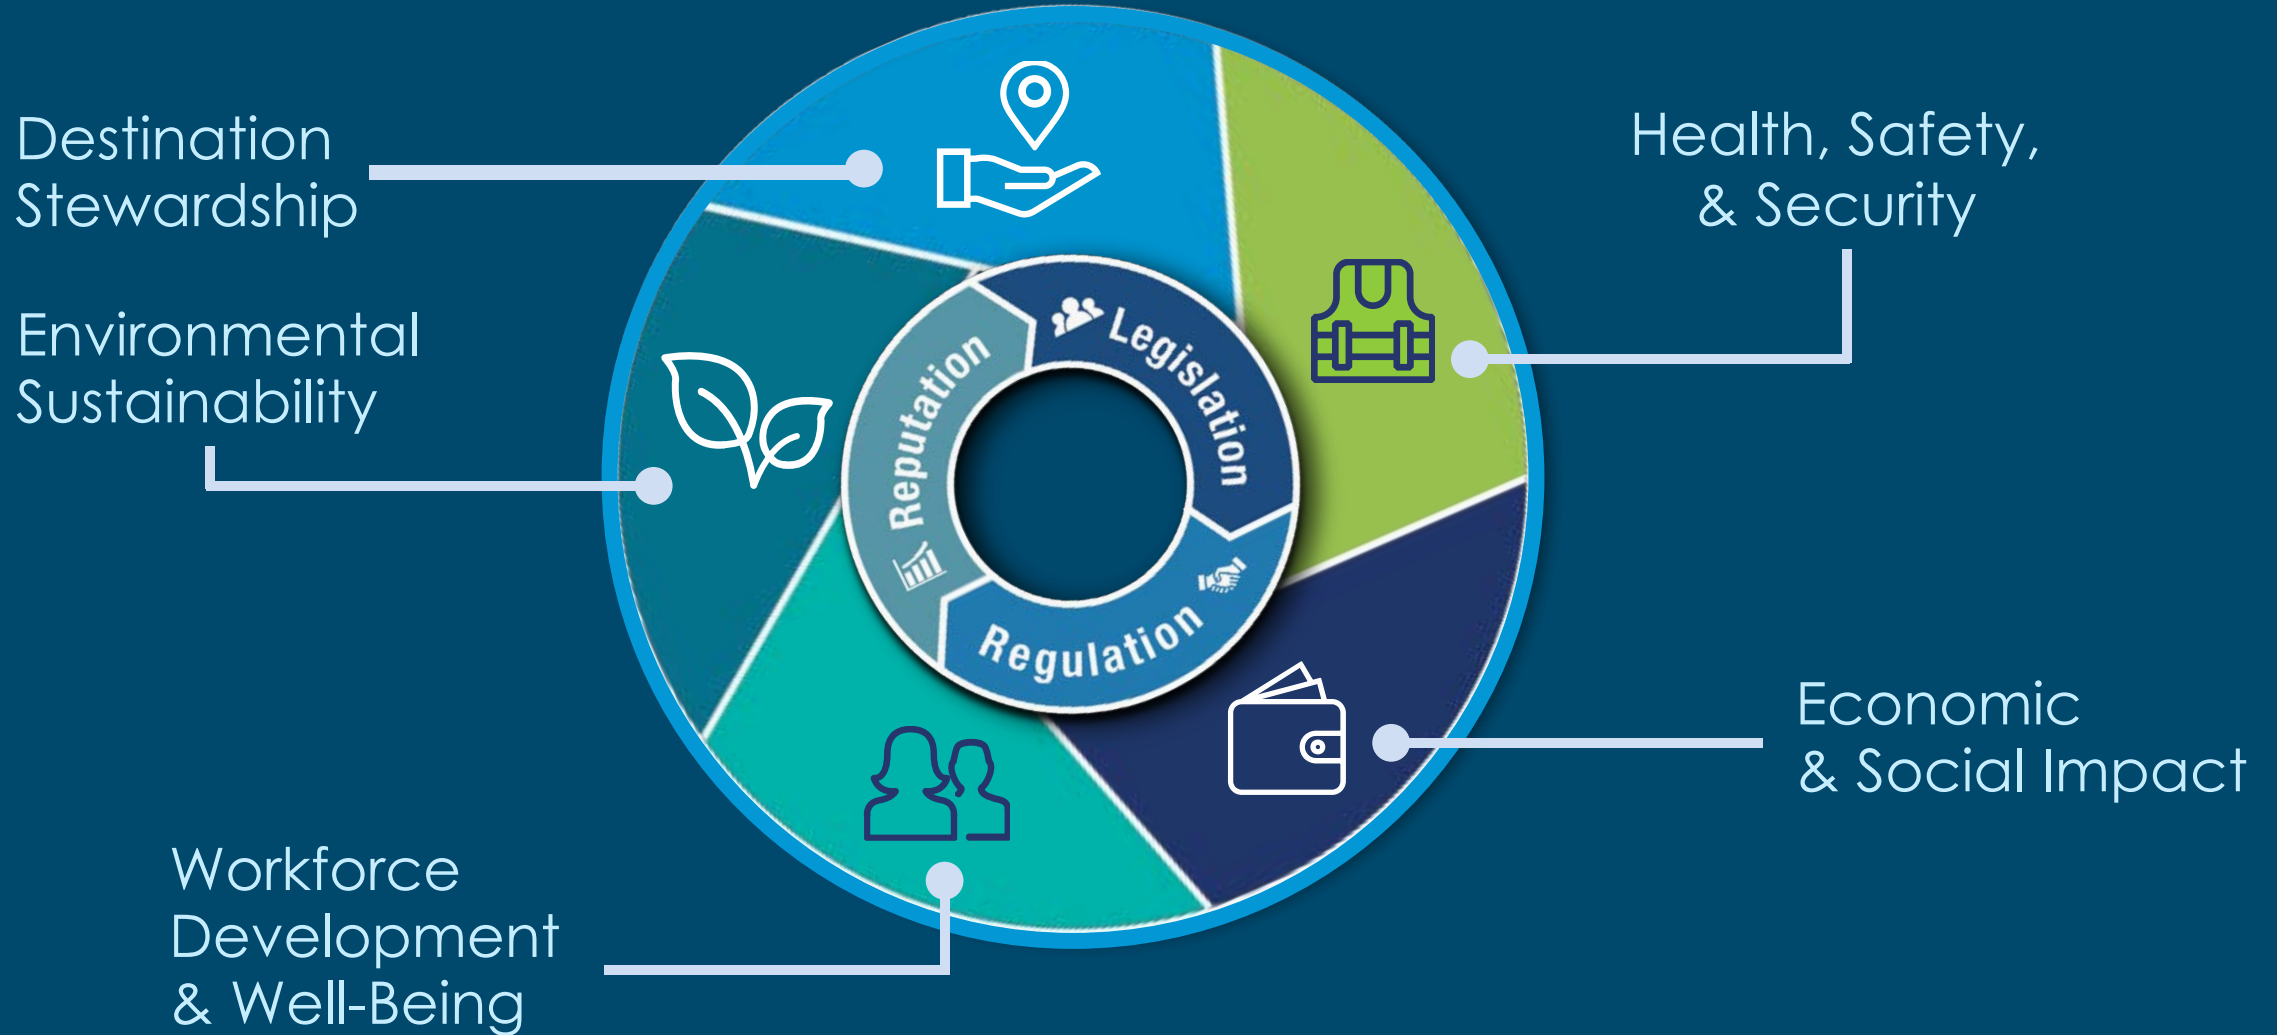 Destination
Stewardship
Health, Safety,
& Security
Environmental
Sustainability
Legislation
Reputation
Regulation
Economic
& Social Impact
Workforce
Development
& Well-Being